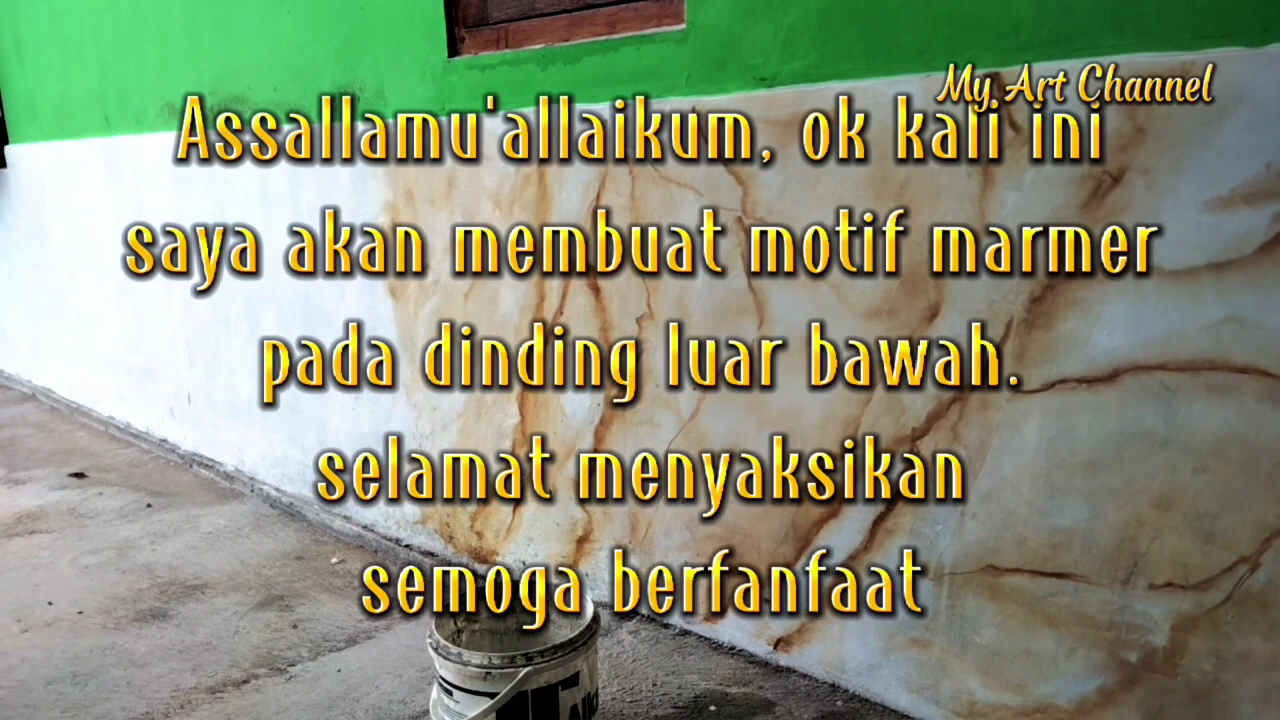 My Art Channel
Assallamu'allaikum, ok kali ini
saya akan membuat motif marmer
pada dinding luar bawah.
selamat menyaksikan
semoga berfanfaat